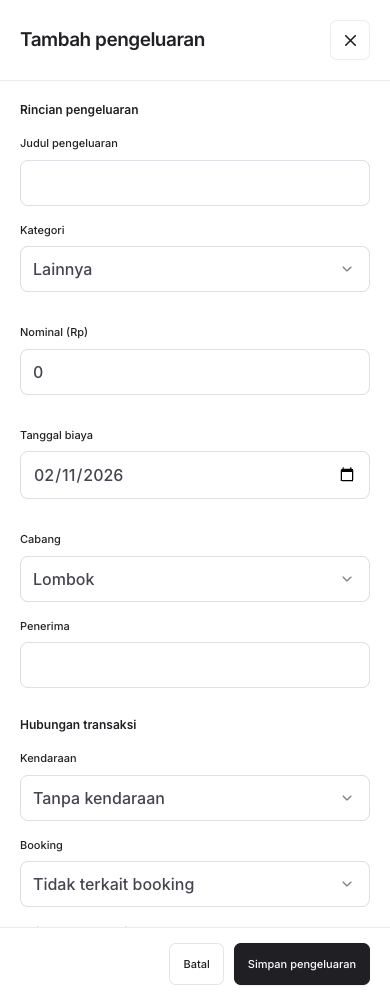 Tambah pengeluaran
Rincian pengeluaran
Judul pengeluaran
Kategori
Lainnya
Nominal (Rp)
0
Tanggal biaya
02/11/2026
Cabang
Lombok
Penerima
Hubungan transaksi
Kendaraan
Tanpa kendaraan
Booking
Tidak terkait booking
Batal
Simpan pengeluaran